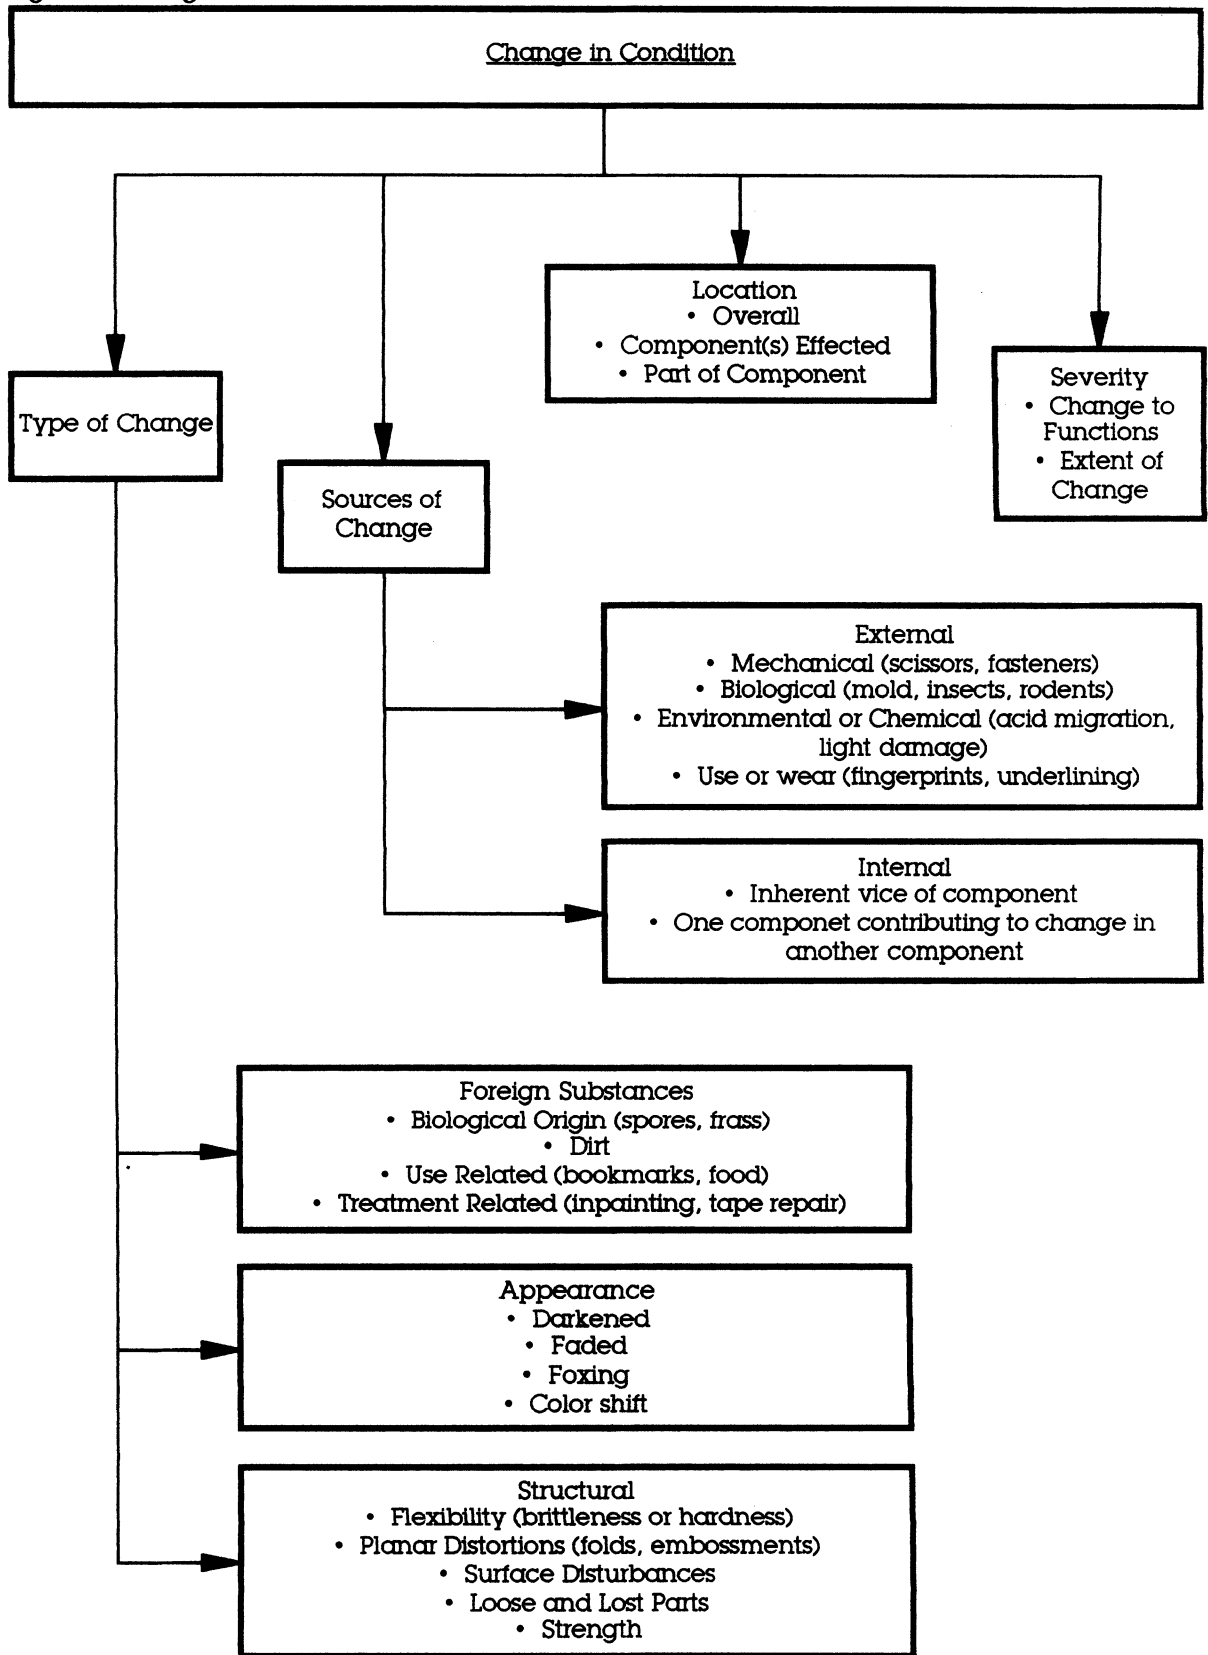 Change in Condition
Location
• Overall
• Component(s) Effected
• Part of Component
Severity
• Change to
Functions
• Extent of
Change
Type of Change
Sources of
Change
External
• Mechanical (scissors, fasteners)
• Biological (mold, insects, rodents)
• Environmental or Chemical (acid migration,
light damage)
• Use or wear (fingerprints, underlining)
Internal
• Inherent vice of component
• One componet contributing to change in
another component
Foreign Substances
• Biological Origin (spores, frass)
• Dirt
• Use Related (bookmarks, food)
• Treatment Related (inpainting, tape repair)
Appearance
• Darkened
• Faded
• Foxing
• Color shift
Structural
• Flexibility (brittleness or hardness)
• Planar Distortions (folds, embossments)
• Surface Disturbances
• Loose and Lost Parts
• Strength